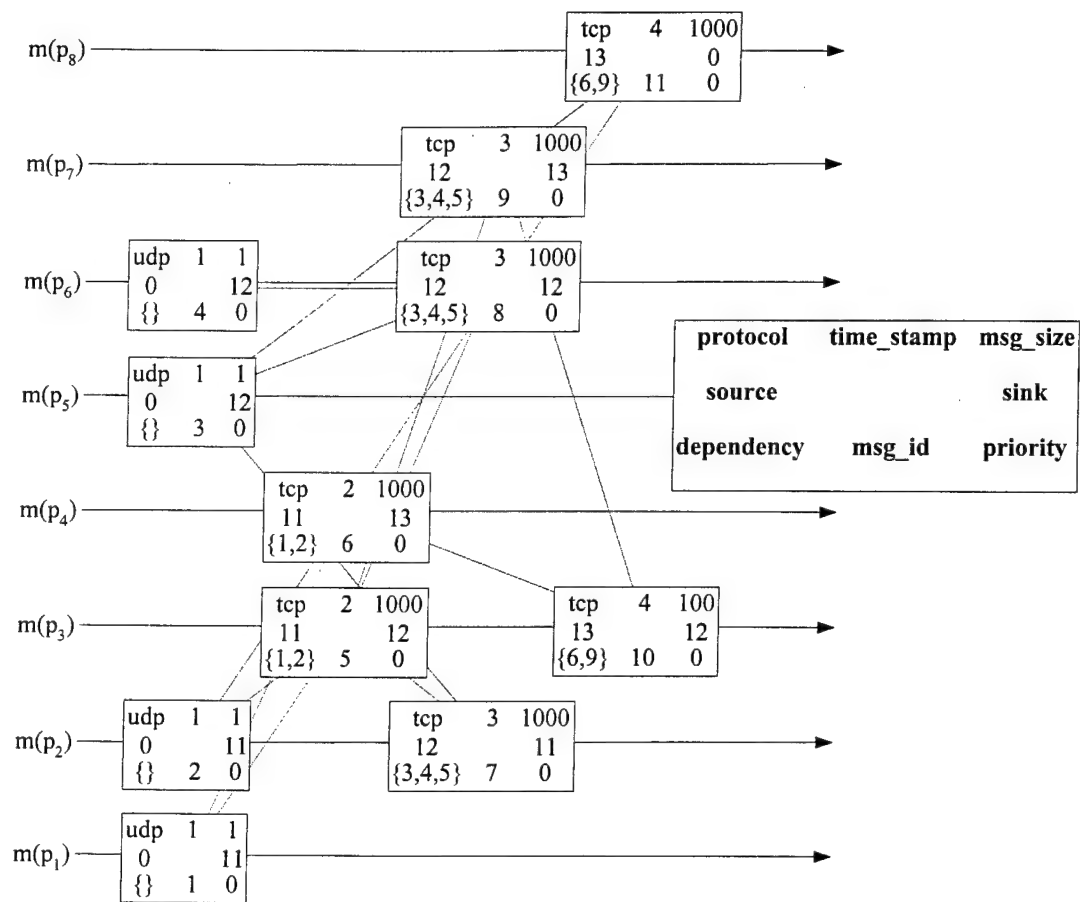 m(p8)
tcp 4 1000
13 0
{6,9} 11 0
m(p7)
tcp 3 1000
12 13
{3,4,5} 9 0
m(p6)
udp 1 1
0 12
{} 4 0
tcp 3 1000
12 12
{3,4,5} 8 0
m(p5)
udp 1 1
0 12
{} 3 0
protocol time_stamp msg_size
source sink
dependency msg_id priority
m(p4)
tcp 2 1000
11 13
{1,2} 6 0
m(p3)
tcp 2 1000
11 12
{1,2} 5 0
tcp 4 100
13 12
{6,9} 10 0
m(p2)
udp 1 1
0 11
{} 2 0
tcp 3 1000
12 11
{3,4,5} 7 0
m(p1)
udp 1 1
0 11
{} 1 0